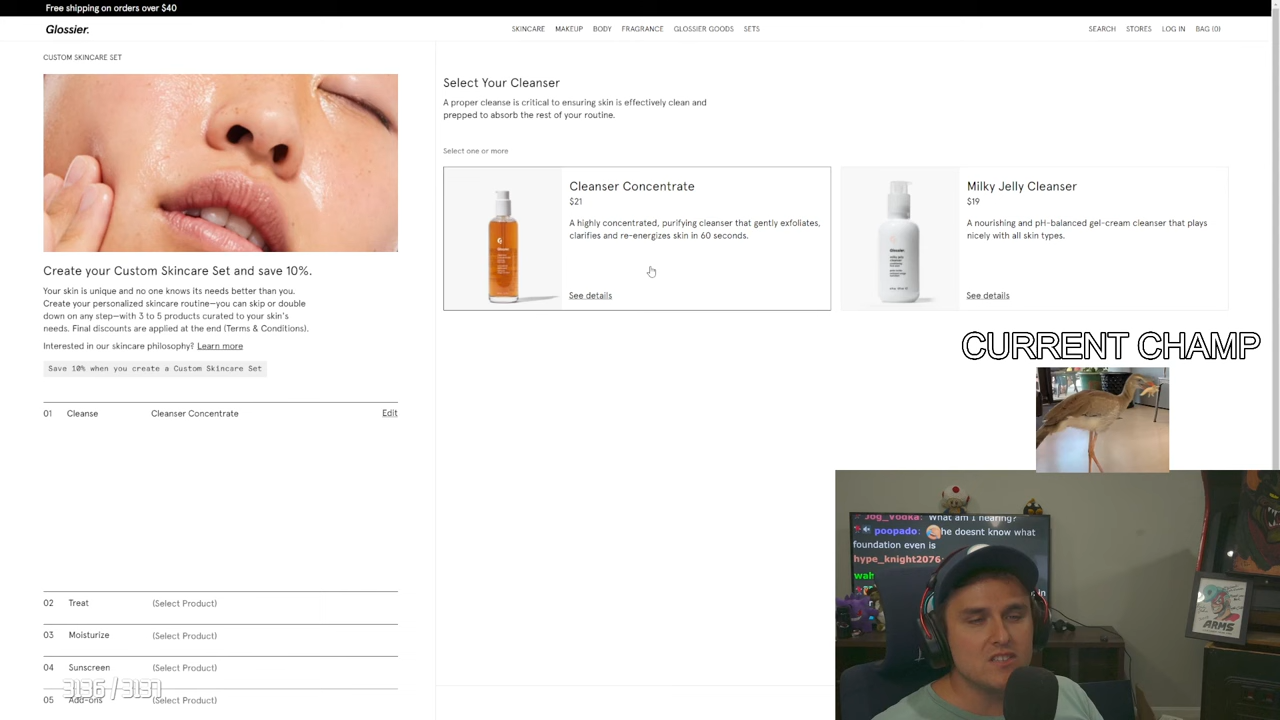 Free shipping on orders over $40
Glossier.
SKINCARE MAKEUP BODY FRAGRANCE GLOSSIER GOODS SETS
SEARCH STORES LOG IN BAG (0)
CUSTOM SKINCARE SET
Create your Custom Skincare Set and save 10%.
Your skin is unique and no one knows its needs better than you.
Create your personalized skincare routine—you can skip or double
down on any step—with 3 to 5 products curated to your skin's
needs. Final discounts are applied at the end (Terms & Conditions).
Interested in our skincare philosophy? Learn more
Save 10% when you create a Custom Skincare Set
01 Cleanse Cleanser Concentrate Edit
02 Treat (Select Product)
03 Moisturize (Select Product)
04 Sunscreen (Select Product)
05 Add-ons (Select Product)
3136 / 3137
Select Your Cleanser
A proper cleanse is critical to ensuring skin is effectively clean and
prepped to absorb the rest of your routine.
Select one or more
Cleanser Concentrate
$21
A highly concentrated, purifying cleanser that gently exfoliates,
clarifies and re-energizes skin in 60 seconds.
See details
Milky Jelly Cleanser
$19
A nourishing and pH-balanced gel-cream cleanser that plays
nicely with all skin types.
See details
CURRENT CHAMP
Jog_Vodka: What am I hearing?
poopado: he doesnt know what
foundation even is
hype_knight2076:
wah
in
ARMS